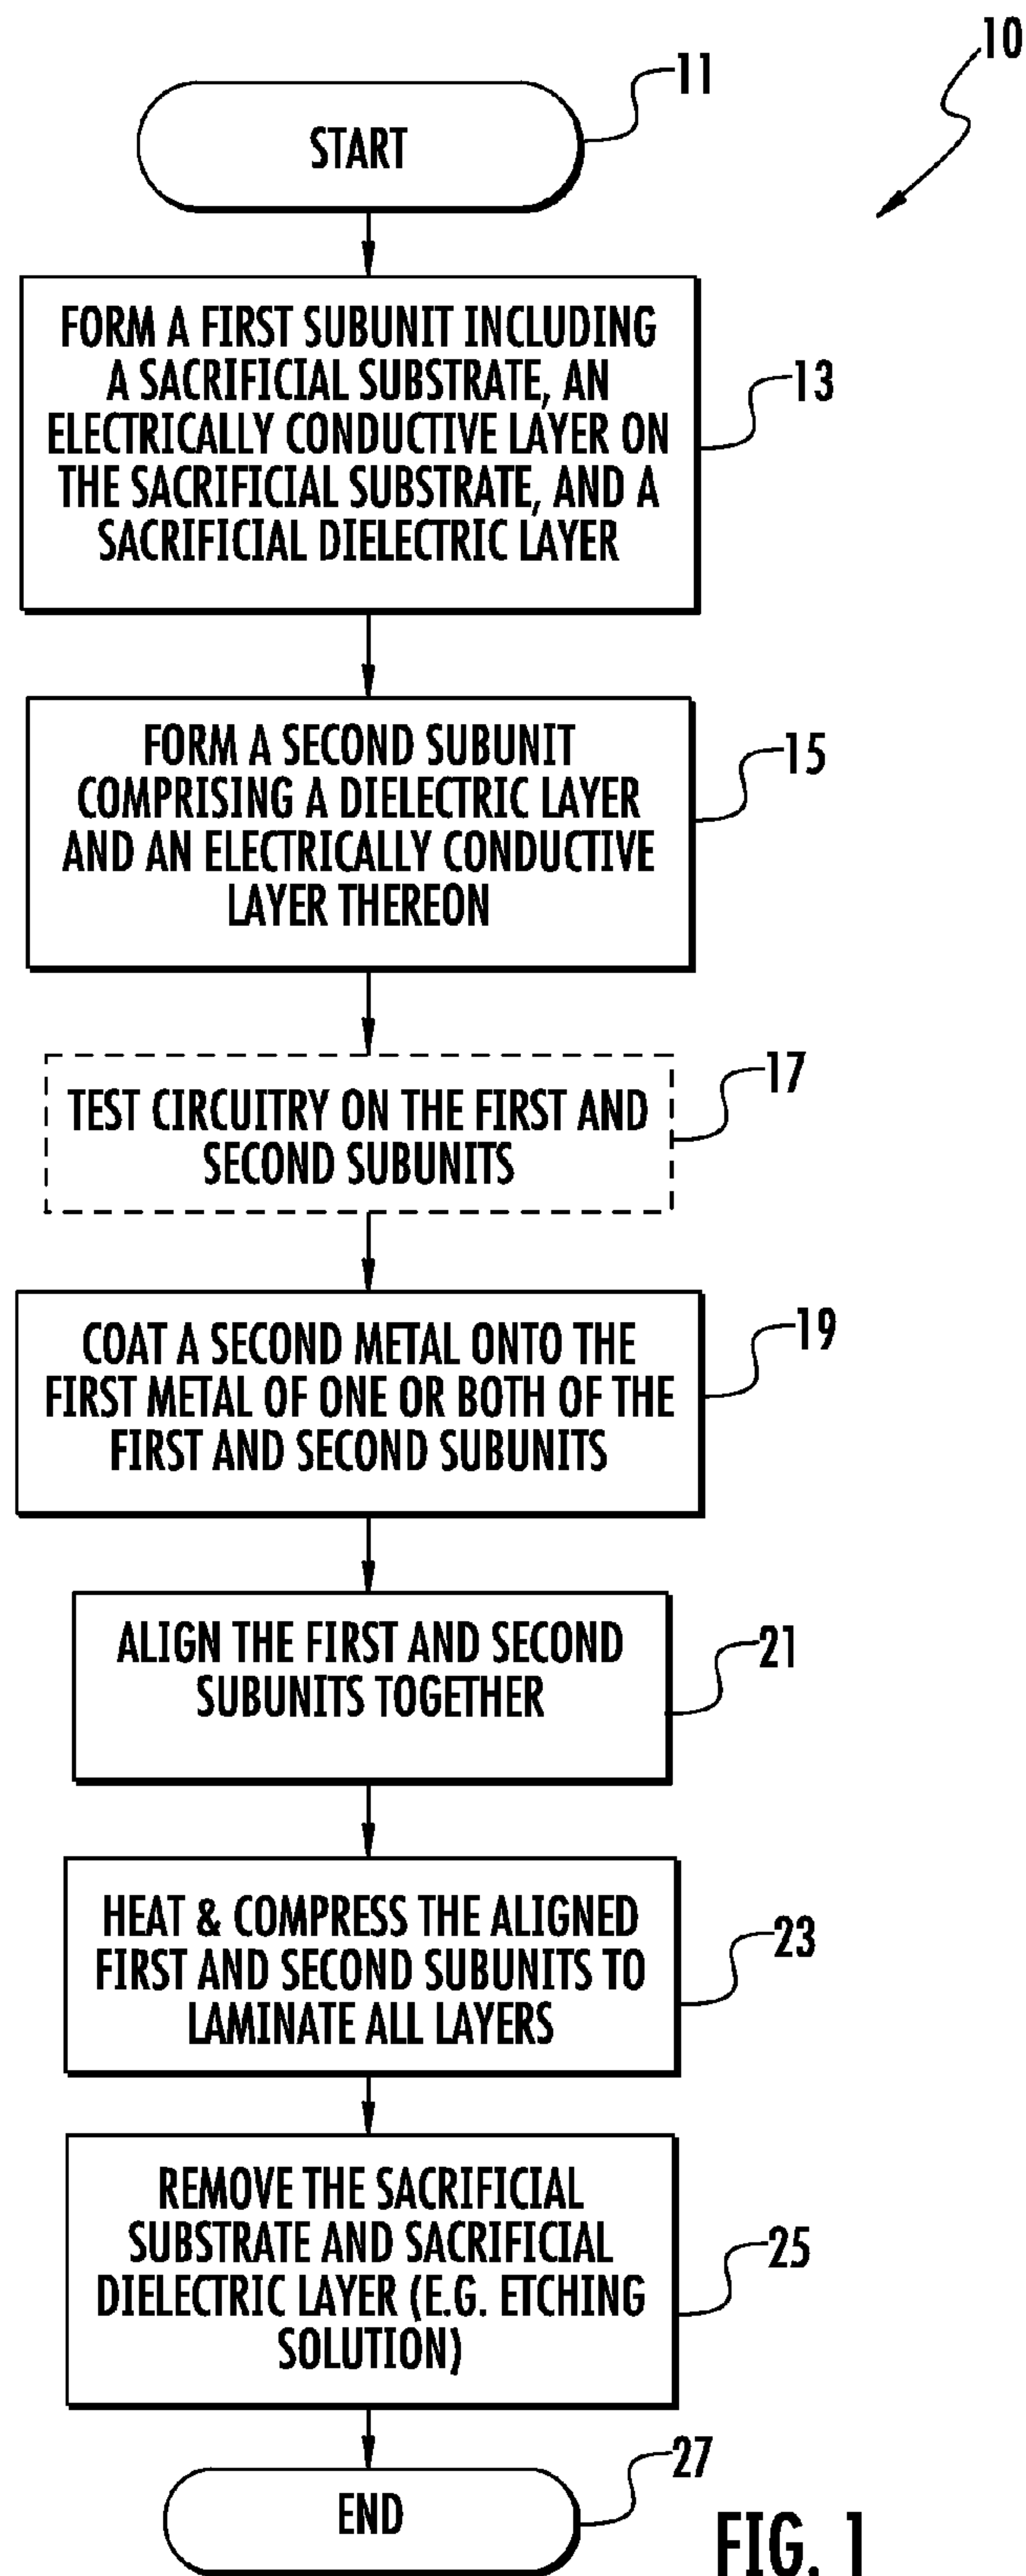 10
11
START
FORM A FIRST SUBUNIT INCLUDING
A SACRIFICIAL SUBSTRATE, AN
ELECTRICALLY CONDUCTIVE LAYER ON
THE SACRIFICIAL SUBSTRATE, AND A
SACRIFICIAL DIELECTRIC LAYER
13
FORM A SECOND SUBUNIT
COMPRISING A DIELECTRIC LAYER
AND AN ELECTRICALLY CONDUCTIVE
LAYER THEREON
15
TEST CIRCUITRY ON THE FIRST AND
SECOND SUBUNITS
17
COAT A SECOND METAL ONTO THE
FIRST METAL OF ONE OR BOTH OF THE
FIRST AND SECOND SUBUNITS
19
ALIGN THE FIRST AND SECOND
SUBUNITS TOGETHER
21
HEAT & COMPRESS THE ALIGNED
FIRST AND SECOND SUBUNITS TO
LAMINATE ALL LAYERS
23
REMOVE THE SACRIFICIAL
SUBSTRATE AND SACRIFICIAL
DIELECTRIC LAYER (E.G. ETCHING
SOLUTION)
25
END
27
FIG. 1